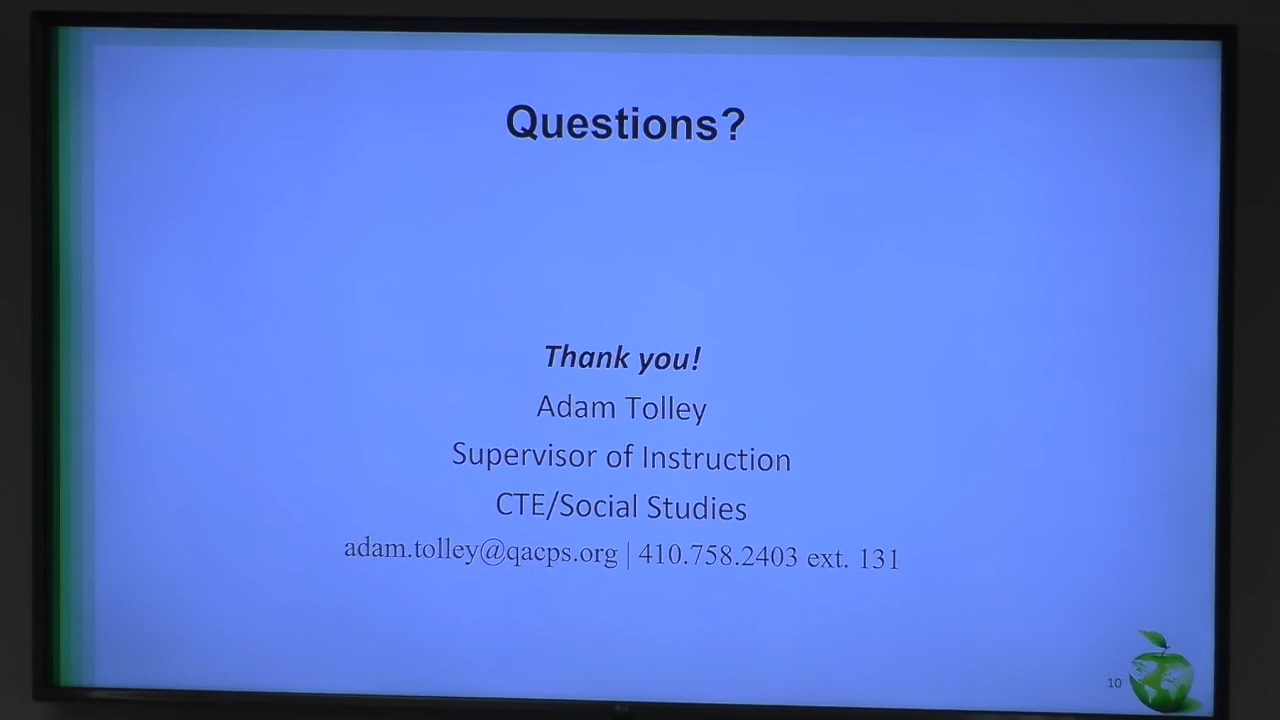 Questions?
Thank you!
Adam Tolley
Supervisor of Instruction
CTE/Social Studies
adam.tolley@qacps.org | 410.758.2403 ext. 131
10